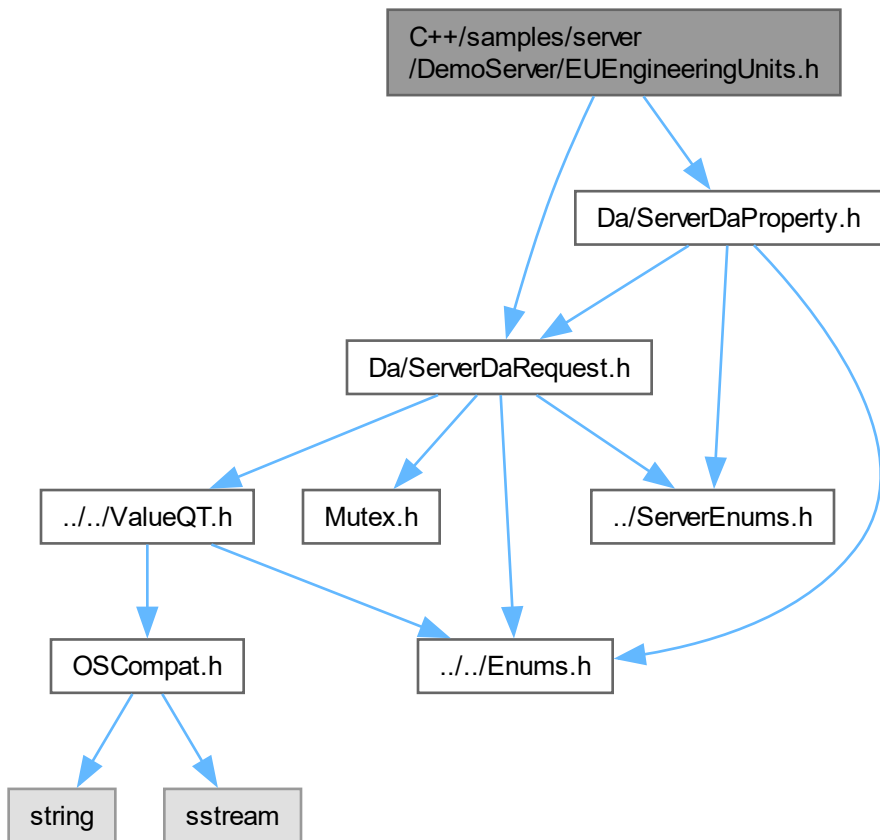 C++/samples/server
/DemoServer/EUEngineeringUnits.h
Da/ServerDaProperty.h
Da/ServerDaRequest.h
../../ValueQT.h
Mutex.h
../ServerEnums.h
OSCompat.h
../../Enums.h
string
sstream